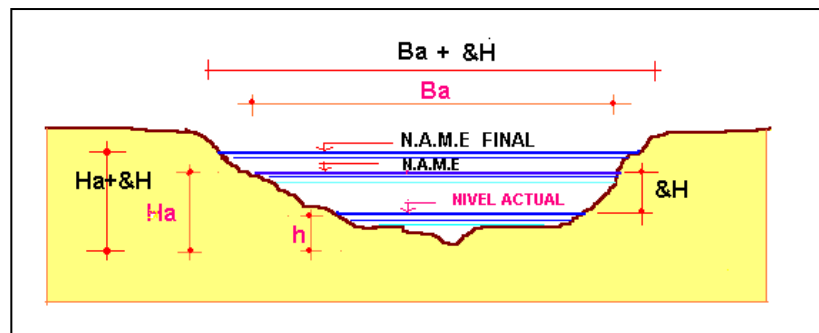 Ba + &H
Ba
N.A.M.E FINAL
N.A.M.E
Ha+&H
Ha
&H
NIVEL ACTUAL
h